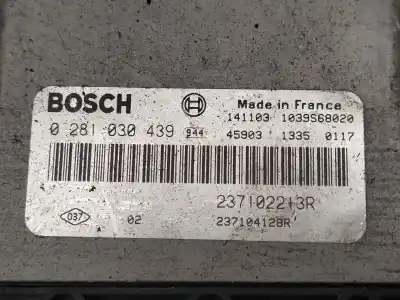 BOSCH
Made in France
141103 1039S68020
0 281 030 439 944
45903 1335 0117
237102213R
037 02 237104128R